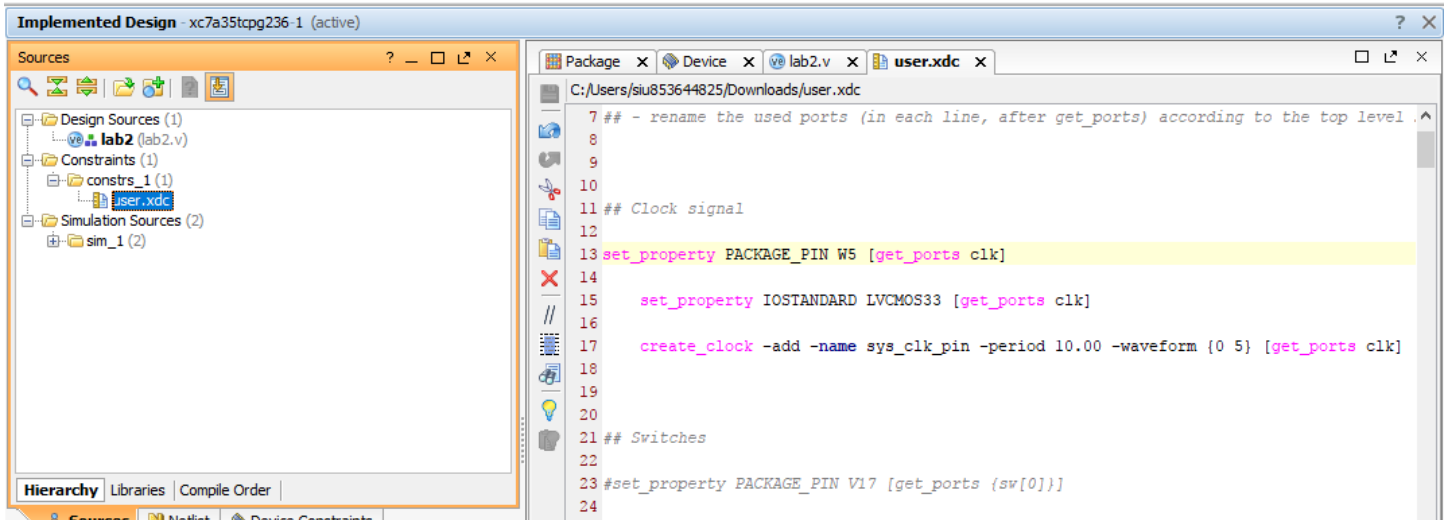 Implemented Design - xc7a35tcpg236-1 (active)
Sources
Design Sources (1)
lab2 (lab2.v)
Constraints (1)
constrs_1 (1)
user.xdc
Simulation Sources (2)
sim_1 (2)
Hierarchy Libraries Compile Order
Sources Netlist Device Constraints
Package Device lab2.v user.xdc
C:/Users/siu853644825/Downloads/user.xdc
7 ## - rename the used ports (in each line, after get_ports) according to the top level
8
9
10
11 ## Clock signal
12
13 set_property PACKAGE_PIN W5 [get_ports clk]
14
15 set_property IOSTANDARD LVCMOS33 [get_ports clk]
16
17 create_clock -add -name sys_clk_pin -period 10.00 -waveform {0 5} [get_ports clk]
18
19
20
21 ## Switches
22
23 #set_property PACKAGE_PIN V17 [get_ports {sw[0]}]
24